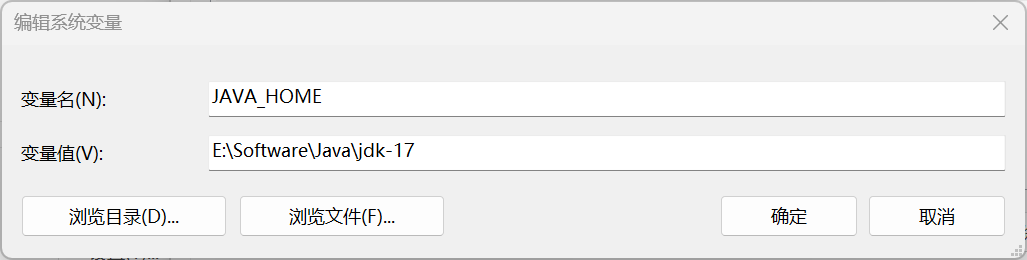 编辑系统变量
变量名(N):
JAVA_HOME
变量值(V):
E:\Software\Java\jdk-17
浏览目录(D)...
浏览文件(F)...
确定
取消